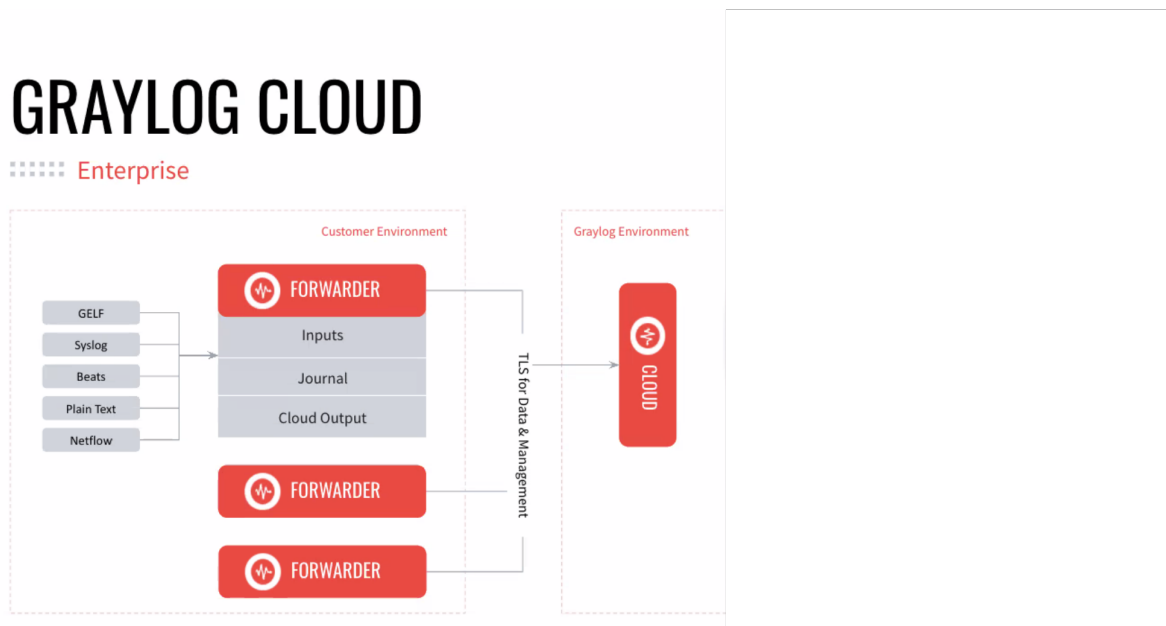 GRAYLOG CLOUD
Enterprise
Customer Environment
Graylog Environment
GELF
Syslog
Beats
Plain Text
Netflow
FORWARDER
Inputs
Journal
Cloud Output
FORWARDER
FORWARDER
TLS for Data & Management
CLOUD